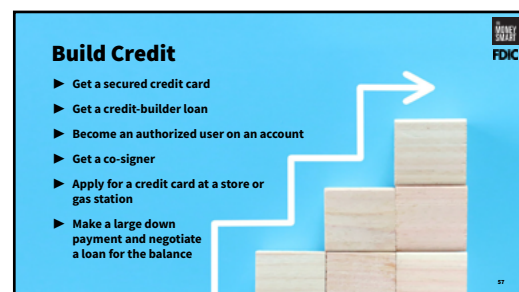 MONEY
SMART
FDIC
Build Credit
► Get a secured credit card
► Get a credit-builder loan
► Become an authorized user on an account
► Get a co-signer
► Apply for a credit card at a store or
gas station
► Make a large down
payment and negotiate
a loan for the balance
57